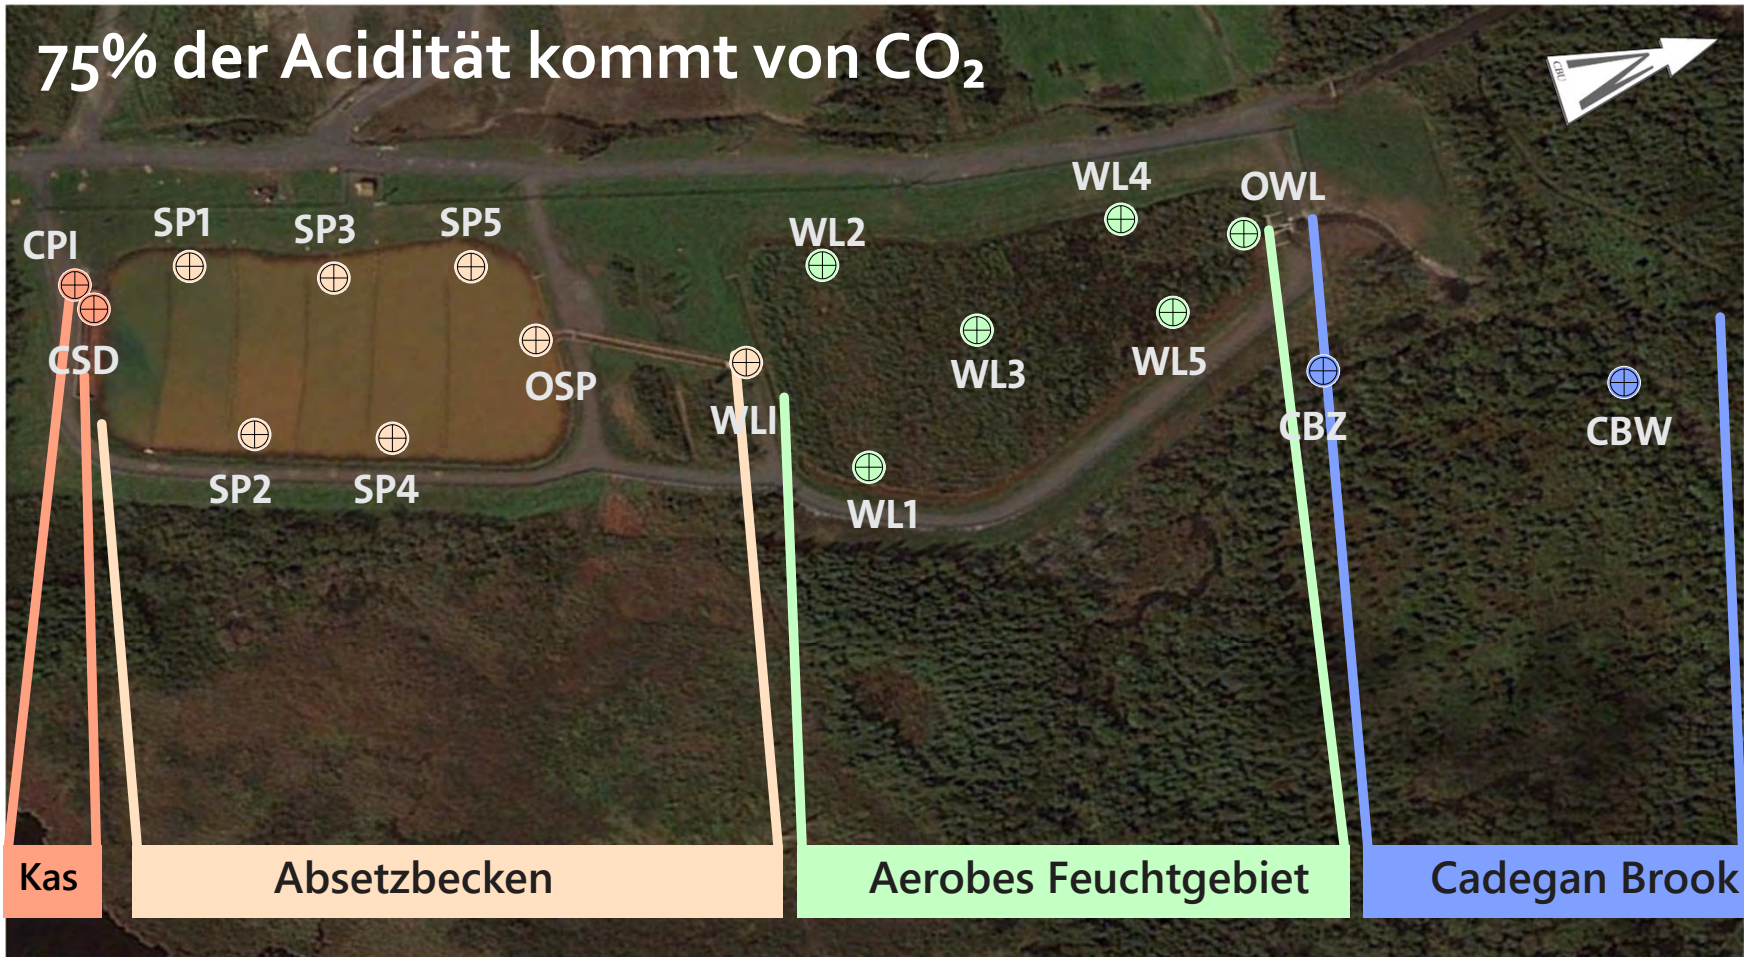 75% der Acidität kommt von CO₂
N
CBU
WL4
OWL
SP1
SP3
SP5
WL2
CPI
CSD
OSP
WL3
WL5
WLI
CBZ
CBW
SP2
SP4
WL1
Kas
Absetzbecken
Aerobes Feuchtgebiet
Cadegan Brook